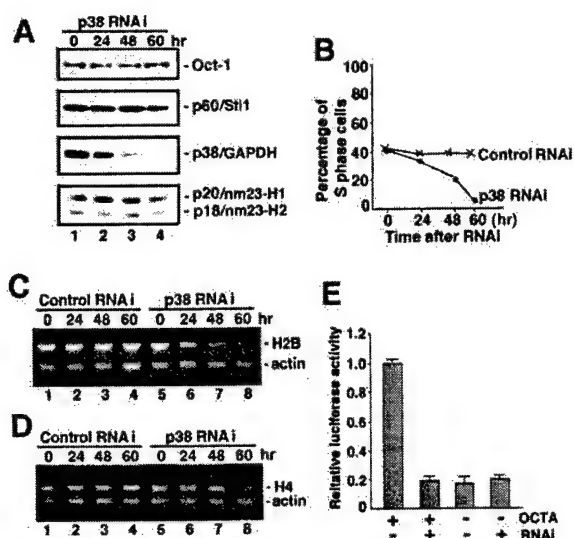 A
p38 RNAi
0 24 48 60 hr
Oct-1
p60/Sti1
p38/GAPDH
p20/nm23-H1
p18/nm23-H2
1 2 3 4
B
Percentage of
S phase cells
100
80
60
40
20
0
Control RNAi
p38 RNAi
0 24 48 60 (hr)
Time after RNAi
C
Control RNAi p38 RNAi
0 24 48 60 0 24 48 60 hr
H2B
actin
1 2 3 4 5 6 7 8
D
Control RNAi p38 RNAi
0 24 48 60 0 24 48 60 hr
H4
actin
1 2 3 4 5 6 7 8
E
Relative luciferase activity
1.2
1.0
0.8
0.6
0.4
0.2
0
+ + - - OCTA
- + - + RNAi